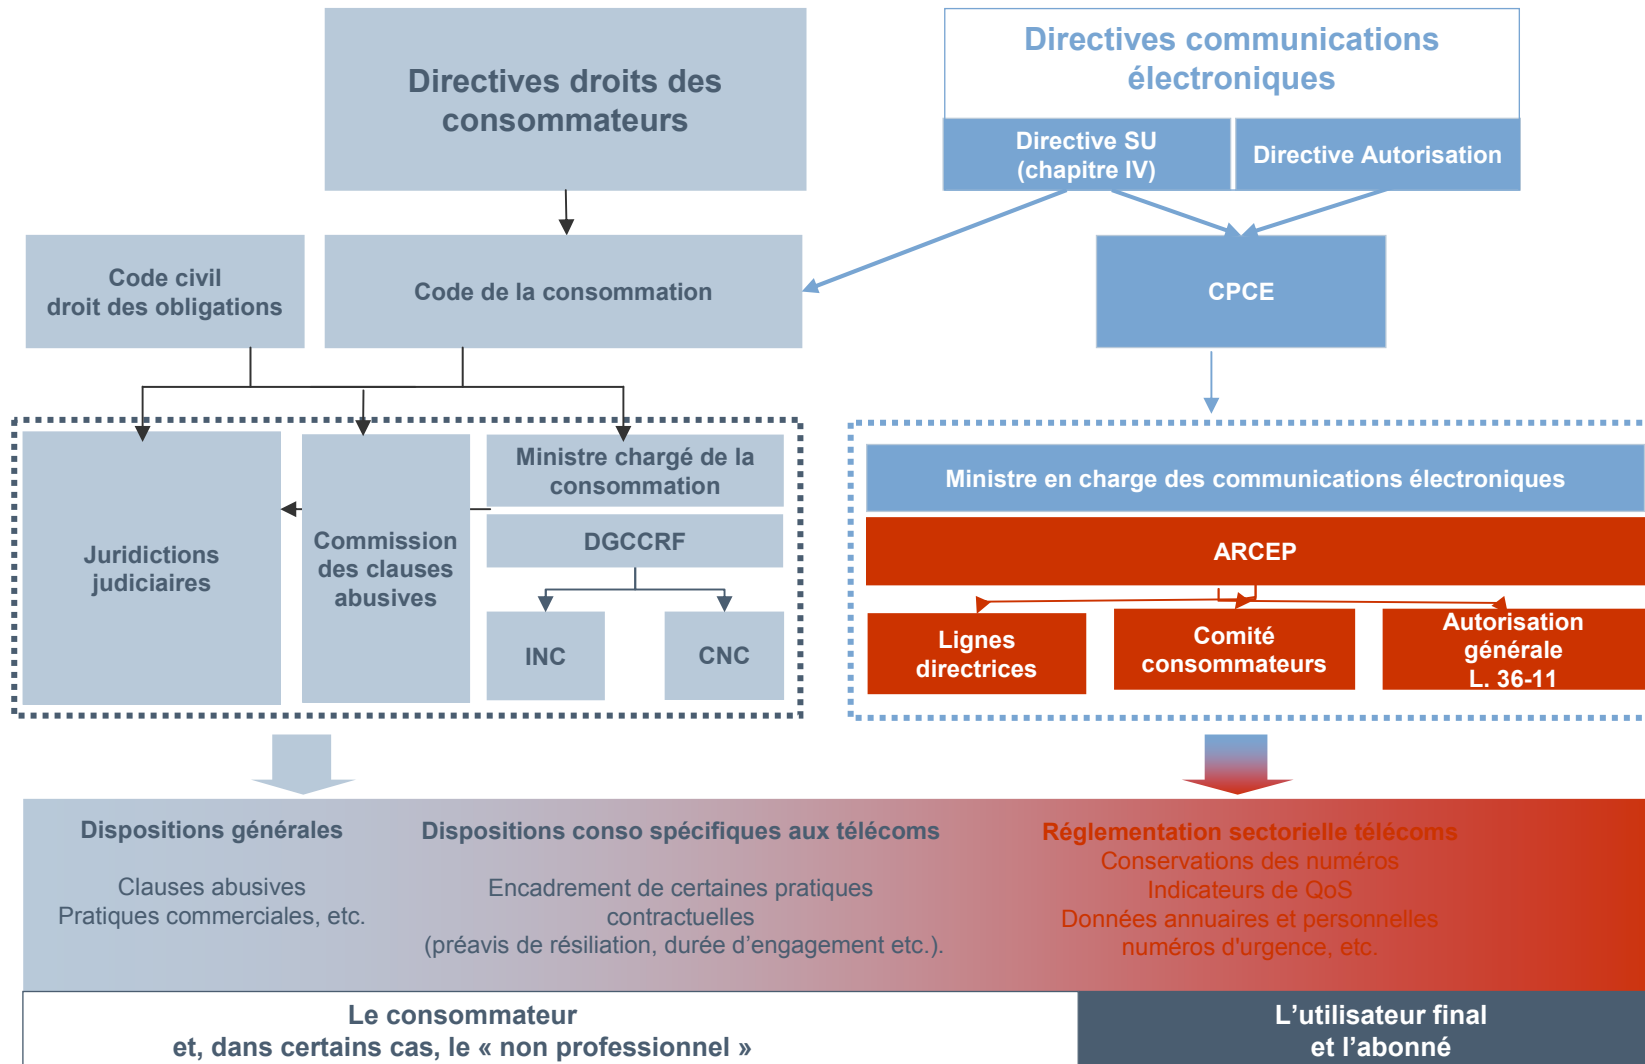 Directives droits des
consommateurs
Directives communications
électroniques
Directive SU
(chapitre IV)
Directive Autorisation
Code civil
droit des obligations
Code de la consommation
CPCE
Juridictions
judiciaires
Commission
des clauses
abusives
Ministre chargé de la
consommation
DGCCRF
INC
CNC
Ministre en charge des communications électroniques
ARCEP
Lignes
directrices
Comité
consommateurs
Autorisation
générale
L. 36-11
Dispositions générales
Clauses abusives
Pratiques commerciales, etc.
Dispositions conso spécifiques aux télécoms
Encadrement de certaines pratiques
contractuelles
(préavis de résiliation, durée d’engagement etc.).
Réglementation sectorielle télécoms
Conservations des numéros
Indicateurs de QoS
Données annuaires et personnelles
numéros d'urgence, etc.
Le consommateur
et, dans certains cas, le « non professionnel »
L’utilisateur final
et l’abonné